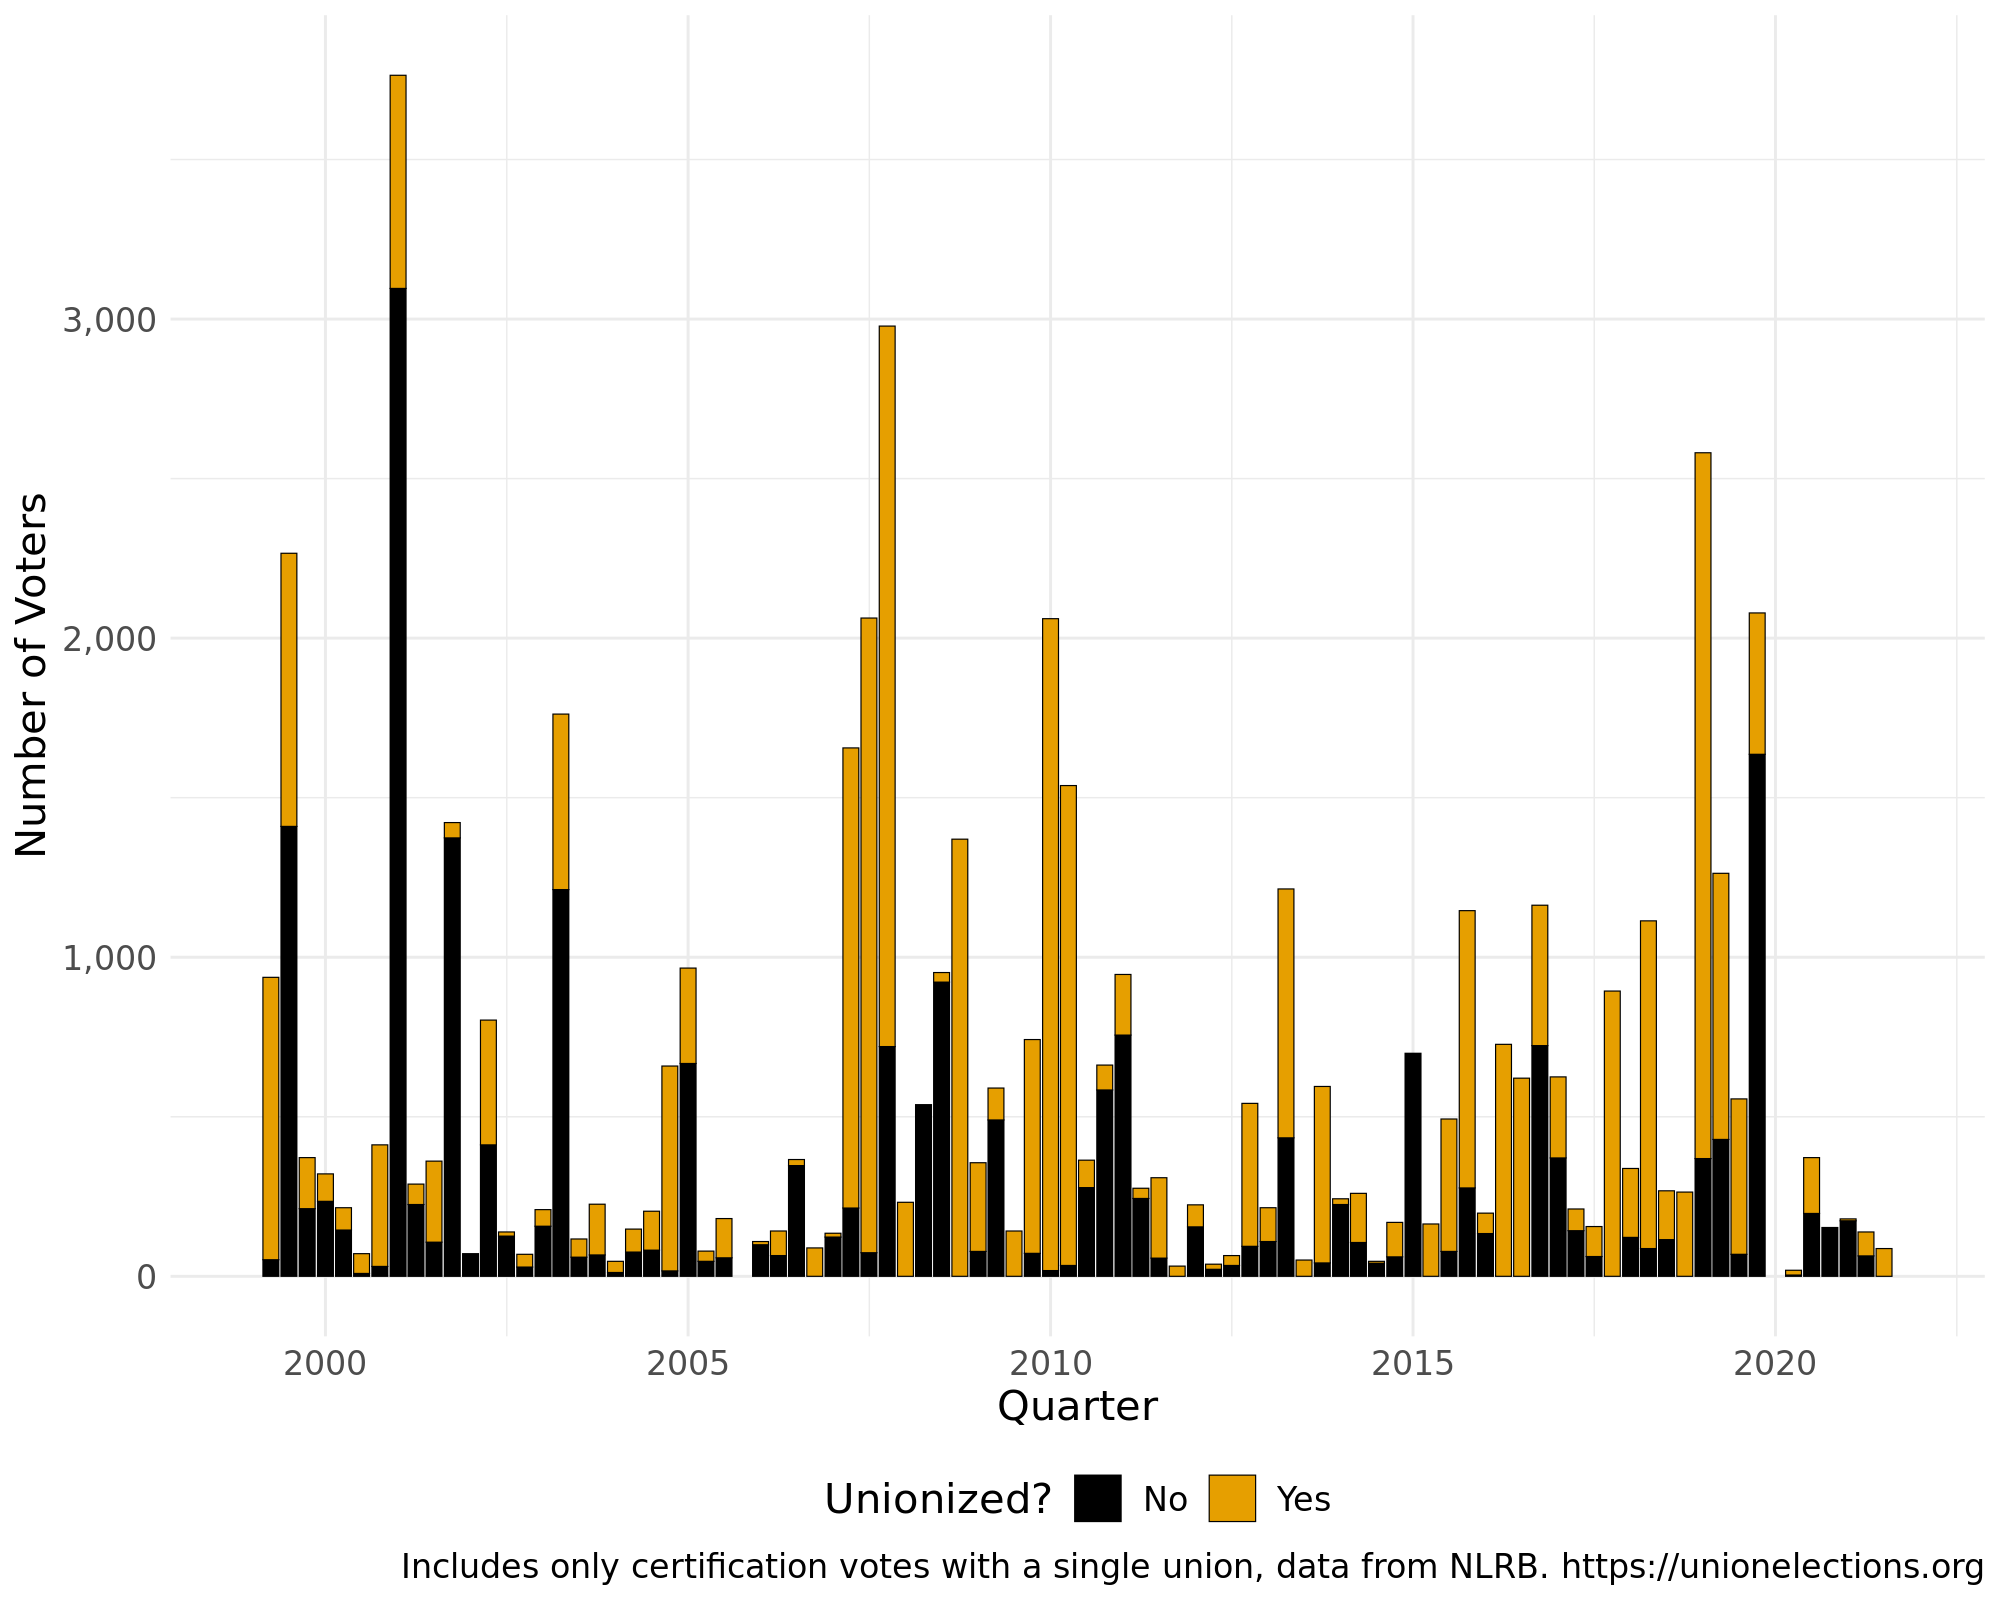 Number of Voters
3,000
2,000
1,000
0
2000 2005 2010 2015 2020
Quarter
Unionized? No Yes
Includes only certification votes with a single union, data from NLRB. https://unionelections.org